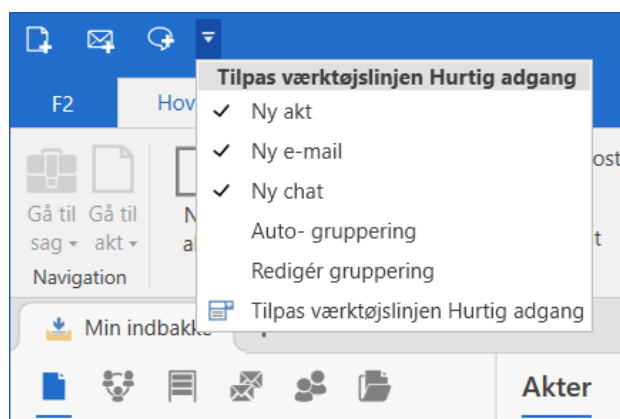 Tilpas værktøjslinjen Hurtig adgang
F2
Ny akt
Ny e-mail
Ny chat
Auto- gruppering
Redigér gruppering
Tilpas værktøjslinjen Hurtig adgang
Gå til sag
Gå til akt
Navigation
Min indbakke
Akter